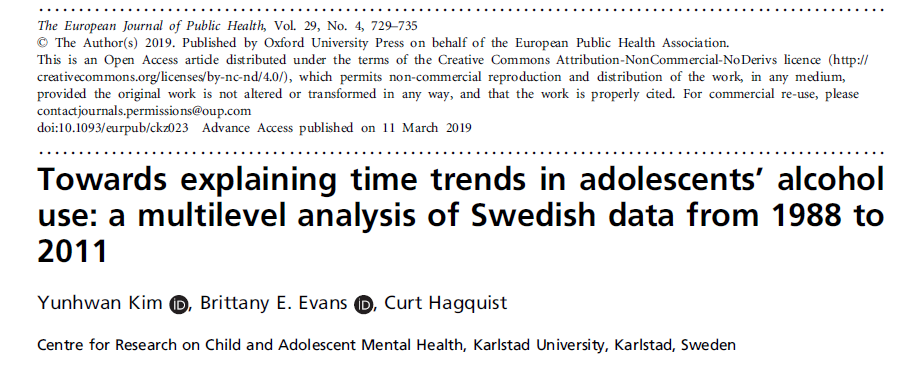 The European Journal of Public Health, Vol. 29, No. 4, 729–735
© The Author(s) 2019. Published by Oxford University Press on behalf of the European Public Health Association.
This is an Open Access article distributed under the terms of the Creative Commons Attribution-NonCommercial-NoDerivs licence (http://
creativecommons.org/licenses/by-nc-nd/4.0/), which permits non-commercial reproduction and distribution of the work, in any medium,
provided the original work is not altered or transformed in any way, and that the work is properly cited. For commercial re-use, please
contactjournals.permissions@oup.com
doi:10.1093/eurpub/ckz023 Advance Access published on 11 March 2019
Towards explaining time trends in adolescents’ alcohol
use: a multilevel analysis of Swedish data from 1988 to
2011
Yunhwan Kim iD, Brittany E. Evans iD, Curt Hagquist
Centre for Research on Child and Adolescent Mental Health, Karlstad University, Karlstad, Sweden